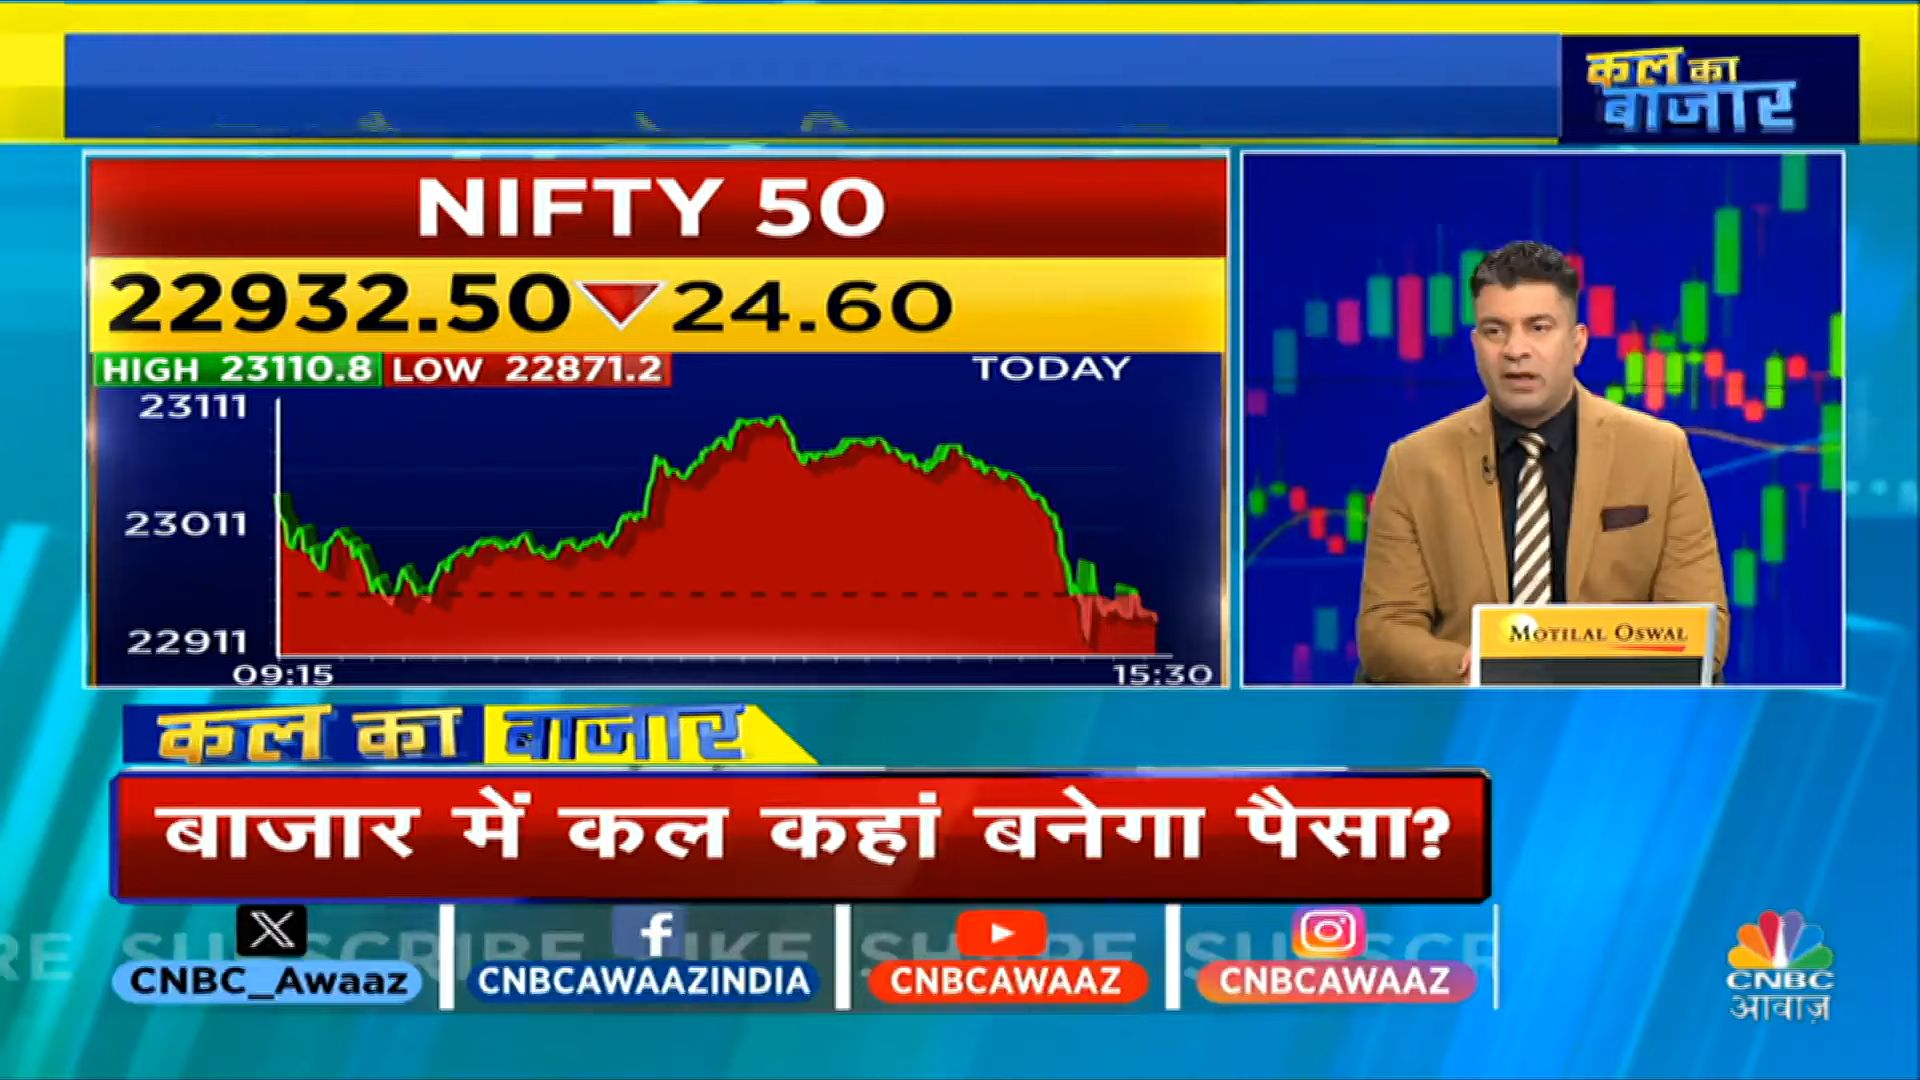 कल का
बाजार
NIFTY 50
22932.50 24.60
HIGH 23110.8 LOW 22871.2 TODAY
23111
23011
22911
09:15 15:30
MOTILAL OSWAL
कल का बाजार
बाजार में कल कहां बनेगा पैसा?
CNBC_Awaaz CNBCAWAAZINDIA CNBCAWAAZ CNBCAWAAZ
CNBC
आवाज़